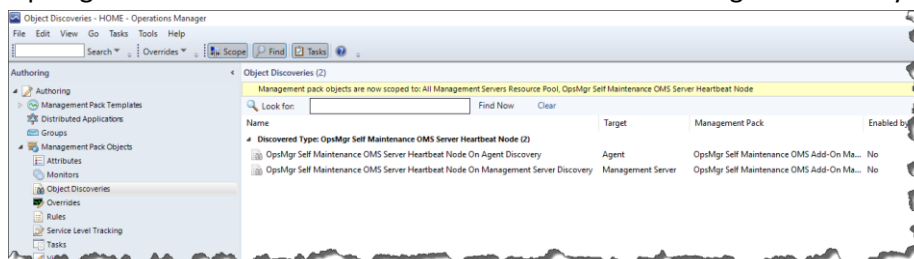 Object Discoveries - HOME - Operations Manager
File Edit View Go Tasks Tools Help
Search Overrides Scope Find Tasks
Authoring
Object Discoveries (2)
Management pack objects are now scoped to: All Management Servers Resource Pool, OpsMgr Self Maintenance OMS Server Heartbeat Node
Authoring
Management Pack Templates
Distributed Applications
Groups
Management Pack Objects
Attributes
Monitors
Object Discoveries
Overrides
Rules
Service Level Tracking
Tasks
Look for: Find Now Clear
Name Target Management Pack Enabled by
Discovered Type: OpsMgr Self Maintenance OMS Server Heartbeat Node (2)
OpsMgr Self Maintenance OMS Server Heartbeat Node On Agent Discovery Agent OpsMgr Self Maintenance OMS Add-On Ma... No
OpsMgr Self Maintenance OMS Server Heartbeat Node On Management Server Discovery Management Server OpsMgr Self Maintenance OMS Add-On Ma... No